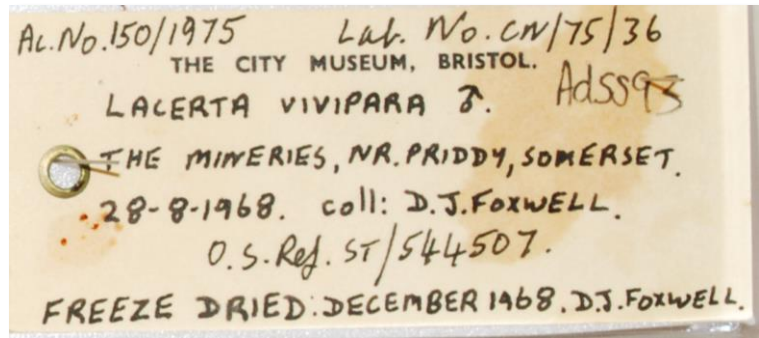 Ac.No.150/1975 Lab. No. CN/75/36
THE CITY MUSEUM, BRISTOL.
Adss93
LACERTA VIVIPARA ♂.
THE MINERIES, NR. PRIDDY, SOMERSET.
28-8-1968. coll: D.J.FOXWELL.
O.S.Ref. ST/544507.
FREEZE DRIED: DECEMBER 1968. D.J.FOXWELL.